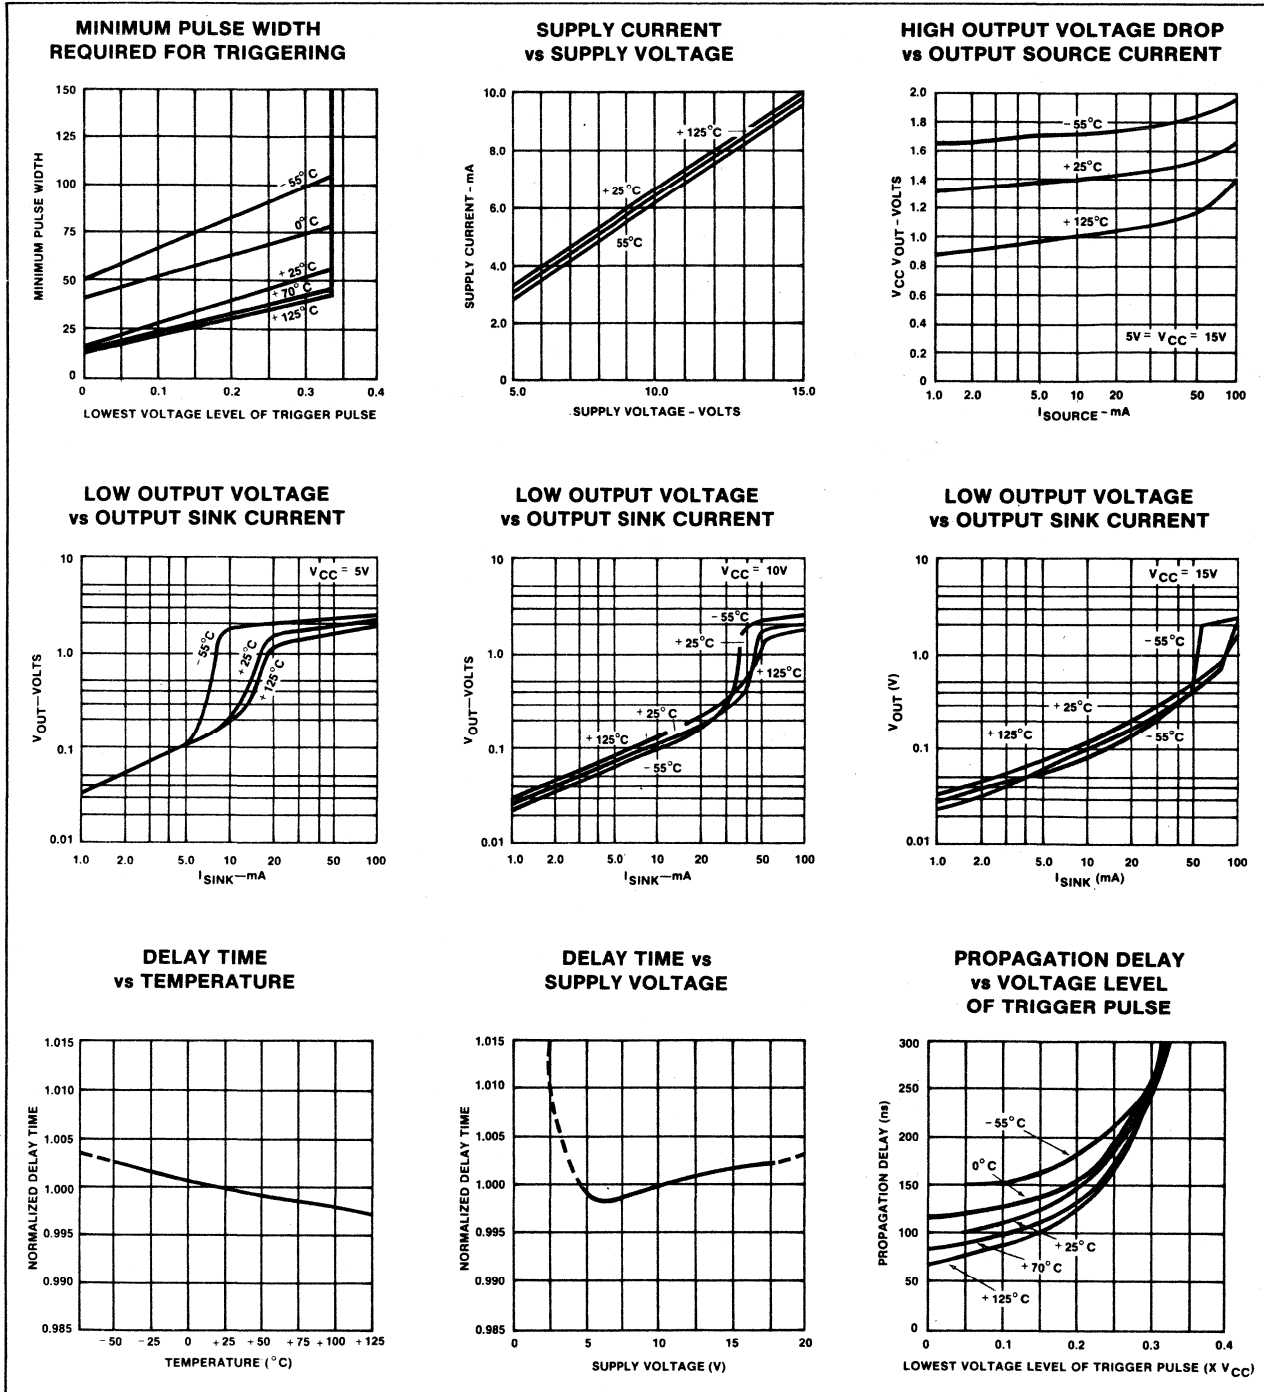 MINIMUM PULSE WIDTH
REQUIRED FOR TRIGGERING
150
125
100
75
50
25
0
MINIMUM PULSE WIDTH
- 55°C
0°C
+ 25°C
+ 70°C
+ 125°C
0 0.1 0.2 0.3 0.4
LOWEST VOLTAGE LEVEL OF TRIGGER PULSE
SUPPLY CURRENT
vs SUPPLY VOLTAGE
10.0
8.0
6.0
4.0
2.0
0
SUPPLY CURRENT - mA
+ 125°C
+ 25°C
55°C
5.0 10.0 15.0
SUPPLY VOLTAGE - VOLTS
HIGH OUTPUT VOLTAGE DROP
vs OUTPUT SOURCE CURRENT
2.0
1.8
1.6
1.4
1.2
1.0
0.8
0.6
0.4
0.2
0
VCC VOUT - VOLTS
- 55°C
+ 25°C
+ 125°C
5V = VCC = 15V
1.0 2.0 5.0 10 20 50 100
ISOURCE - mA
LOW OUTPUT VOLTAGE
vs OUTPUT SINK CURRENT
10
1.0
0.1
0.01
VOUT—VOLTS
VCC = 5V
- 55°C
+ 25°C
+ 125°C
1.0 2.0 5.0 10 20 50 100
ISINK—mA
LOW OUTPUT VOLTAGE
vs OUTPUT SINK CURRENT
10
1.0
0.1
0.01
VOUT—VOLTS
VCC = 10V
- 55°C
+ 25°C
+ 125°C
+ 25°C
+ 125°C
- 55°C
1.0 2.0 5.0 10 20 50 100
ISINK—mA
LOW OUTPUT VOLTAGE
vs OUTPUT SINK CURRENT
10
1.0
0.1
0.01
VOUT (V)
VCC = 15V
- 55°C
+ 25°C
+ 125°C
- 55°C
1.0 2.0 5.0 10 20 50 100
ISINK (mA)
DELAY TIME
vs TEMPERATURE
1.015
1.010
1.005
1.000
0.995
0.990
0.985
NORMALIZED DELAY TIME
- 50 - 25 0 + 25 + 50 + 75 + 100 + 125
TEMPERATURE (°C)
DELAY TIME vs
SUPPLY VOLTAGE
1.015
1.010
1.005
1.000
0.995
0.990
0.985
NORMALIZED DELAY TIME
0 5 10 15 20
SUPPLY VOLTAGE (V)
PROPAGATION DELAY
vs VOLTAGE LEVEL
OF TRIGGER PULSE
300
250
200
150
100
50
0
PROPAGATION DELAY (ns)
- 55°C
0°C
+ 25°C
+ 70°C
+ 125°C
0 0.1 0.2 0.3 0.4
LOWEST VOLTAGE LEVEL OF TRIGGER PULSE (X VCC)